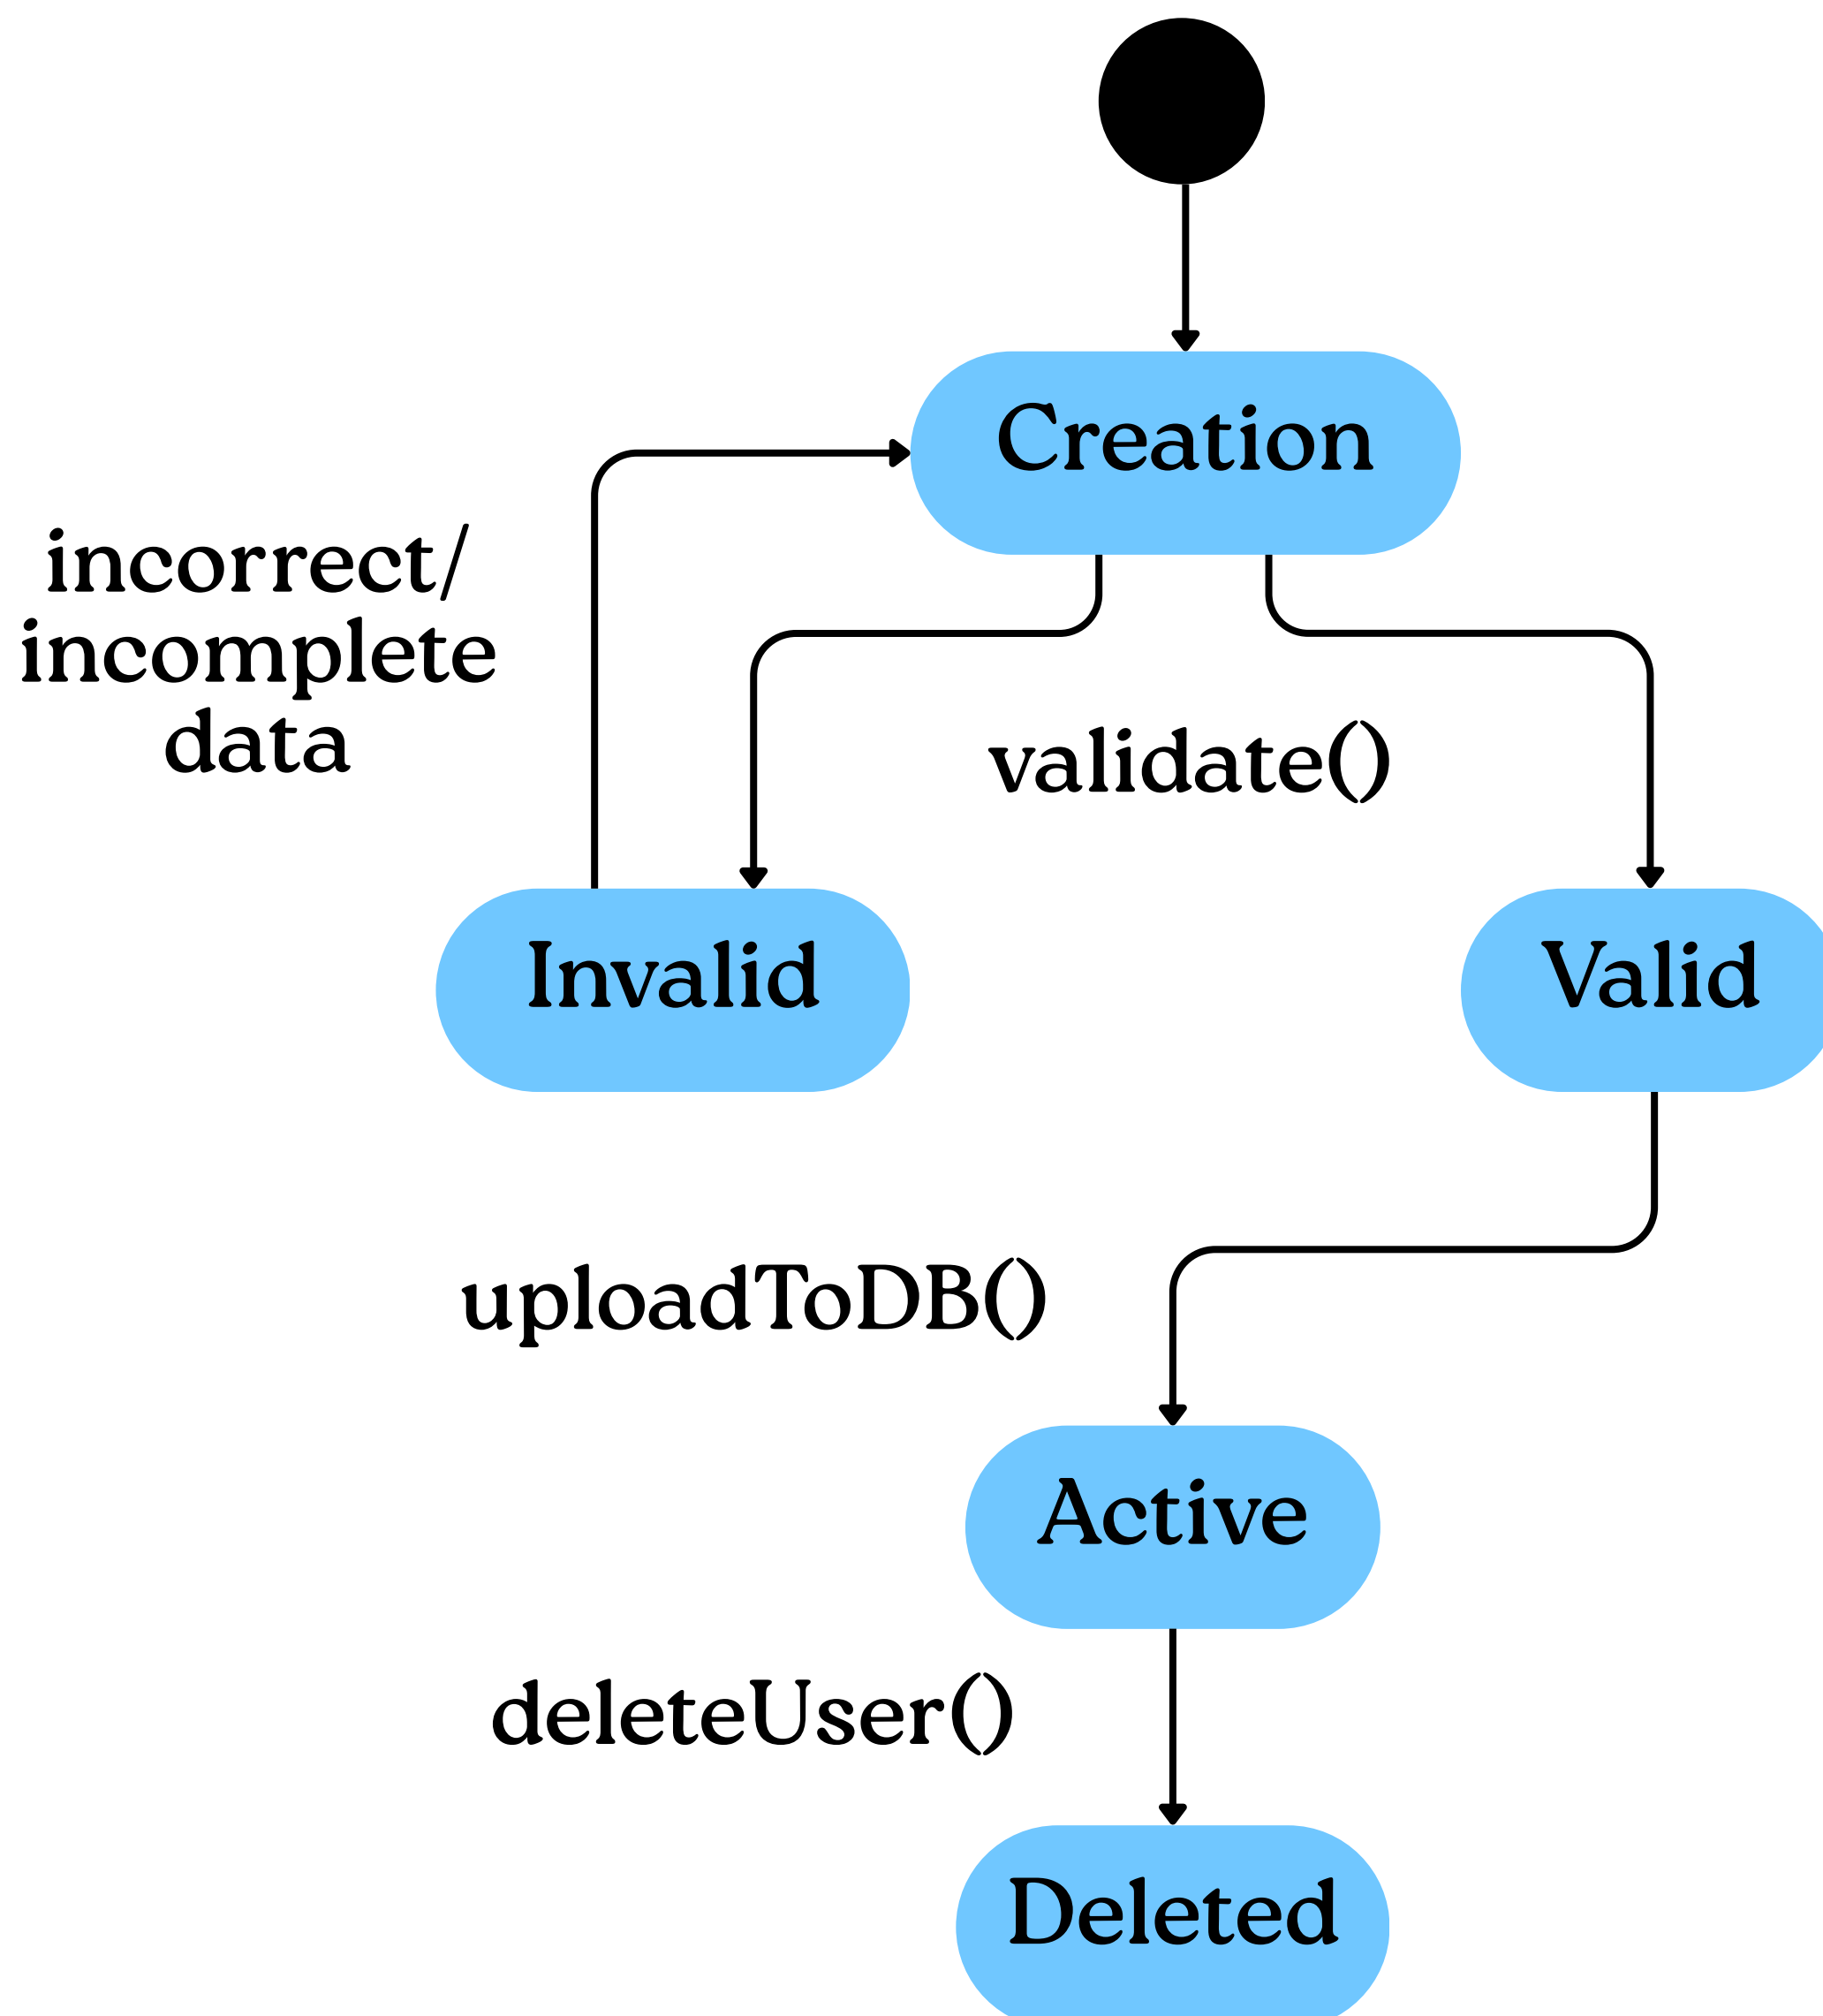 Creation
incorrect/
incomplete
data
validate()
Invalid
Valid
uploadToDB()
Active
deleteUser()
Deleted